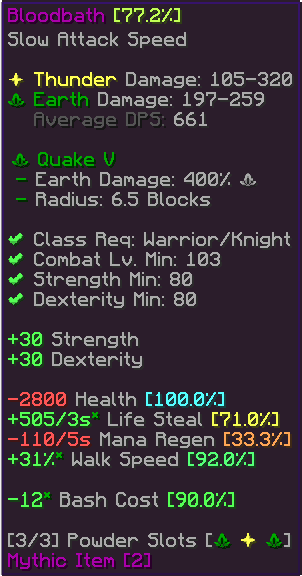 Bloodbath [77.2%]
Slow Attack Speed
Thunder Damage: 105-320
Earth Damage: 197-259
Average DPS: 661
Quake V
- Earth Damage: 400%
- Radius: 6.5 Blocks
✔ Class Req: Warrior/Knight
✔ Combat Lv. Min: 103
✔ Strength Min: 80
✔ Dexterity Min: 80
+30 Strength
+30 Dexterity
-2800 Health [100.0%]
+505/3s* Life Steal [71.0%]
-110/5s Mana Regen [33.3%]
+31%* Walk Speed [92.0%]
-12* Bash Cost [90.0%]
[3/3] Powder Slots [ ]
Mythic Item [2]